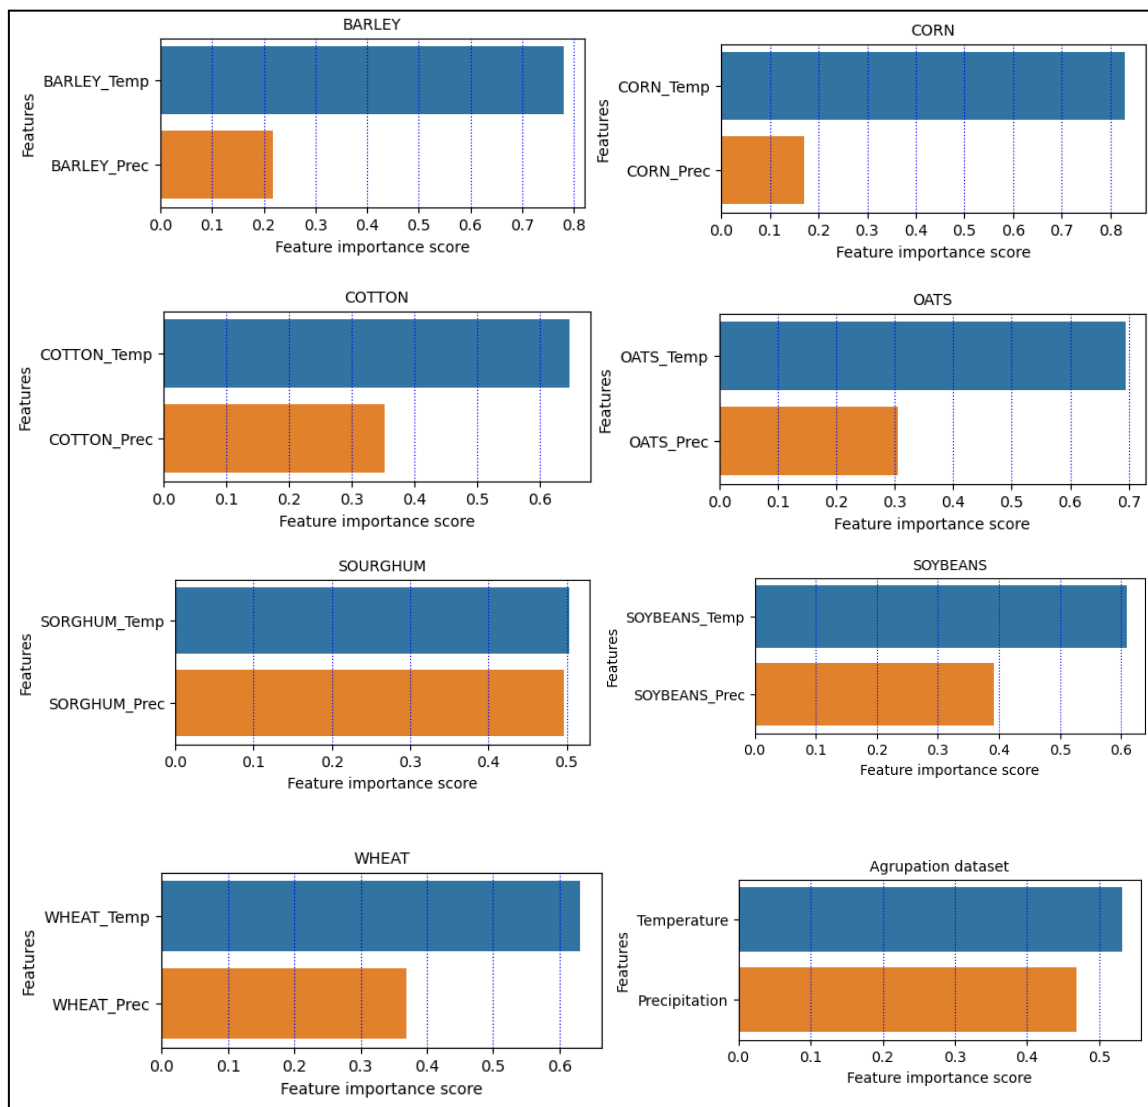 BARLEY
Features
BARLEY_Temp
BARLEY_Prec
0.0 0.1 0.2 0.3 0.4 0.5 0.6 0.7 0.8
Feature importance score
CORN
Features
CORN_Temp
CORN_Prec
0.0 0.1 0.2 0.3 0.4 0.5 0.6 0.7 0.8
Feature importance score
COTTON
Features
COTTON_Temp
COTTON_Prec
0.0 0.1 0.2 0.3 0.4 0.5 0.6
Feature importance score
OATS
Features
OATS_Temp
OATS_Prec
0.0 0.1 0.2 0.3 0.4 0.5 0.6 0.7
Feature importance score
SOURGHUM
Features
SORGHUM_Temp
SORGHUM_Prec
0.0 0.1 0.2 0.3 0.4 0.5
Feature importance score
SOYBEANS
Features
SOYBEANS_Temp
SOYBEANS_Prec
0.0 0.1 0.2 0.3 0.4 0.5 0.6
Feature importance score
WHEAT
Features
WHEAT_Temp
WHEAT_Prec
0.0 0.1 0.2 0.3 0.4 0.5 0.6
Feature importance score
Agrupation dataset
Features
Temperature
Precipitation
0.0 0.1 0.2 0.3 0.4 0.5
Feature importance score